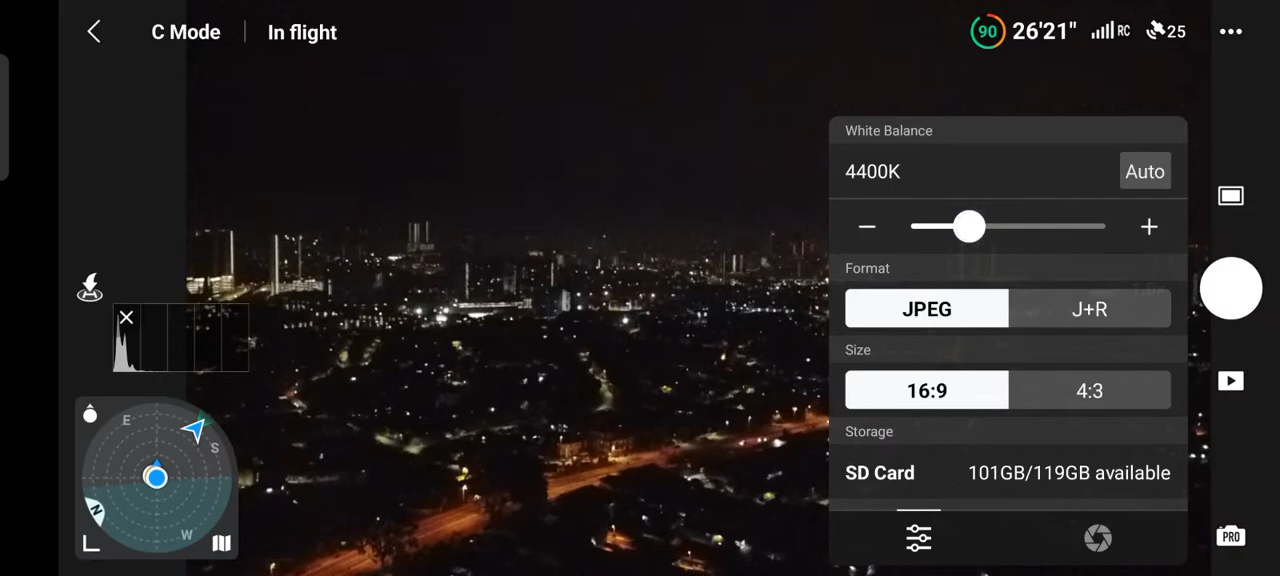 C Mode In flight 90 26'21" RC 25
White Balance
4400K Auto
Format
JPEG J+R
Size
16:9 4:3
Storage
SD Card 101GB/119GB available
E
S
N
W
PRO